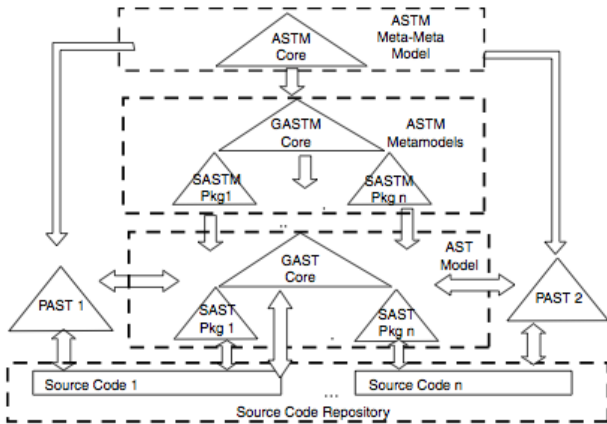 ASTM
Core
ASTM
Meta-Meta
Model
GASTM
Core
ASTM
Metamodels
SASTM
Pkg1
SASTM
Pkg n
.
..
GAST
Core
AST
Model
PAST 1
PAST 2
SAST
Pkg 1
SAST
Pkg n
.
Source Code 1
...
Source Code n
Source Code Repository